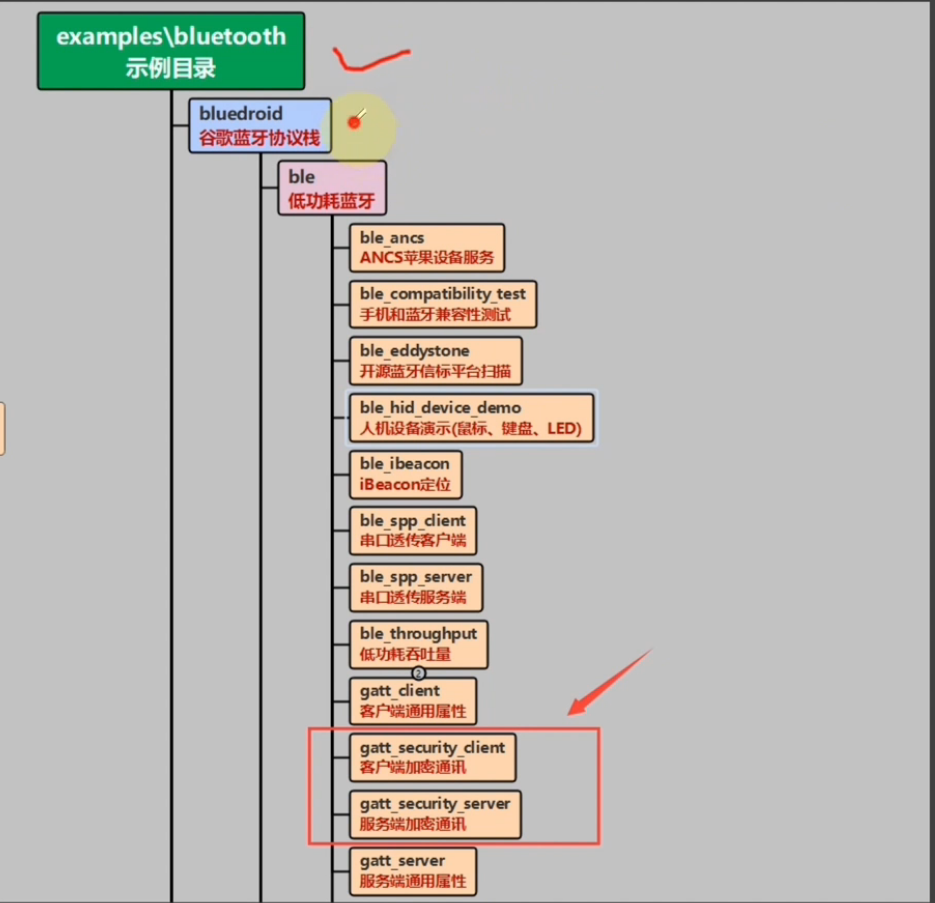 examples\bluetooth
示例目录
bluedroid
谷歌蓝牙协议栈
ble
低功耗蓝牙
ble_ancs
ANCS苹果设备服务
ble_compatibility_test
手机和蓝牙兼容性测试
ble_eddystone
开源蓝牙信标平台扫描
ble_hid_device_demo
人机设备演示(鼠标、键盘、LED)
ble_ibeacon
iBeacon定位
ble_spp_client
串口透传客户端
ble_spp_server
串口透传服务端
ble_throughput
低功耗吞吐量
2
gatt_client
客户端通用属性
gatt_security_client
客户端加密通讯
gatt_security_server
服务端加密通讯
gatt_server
服务端通用属性